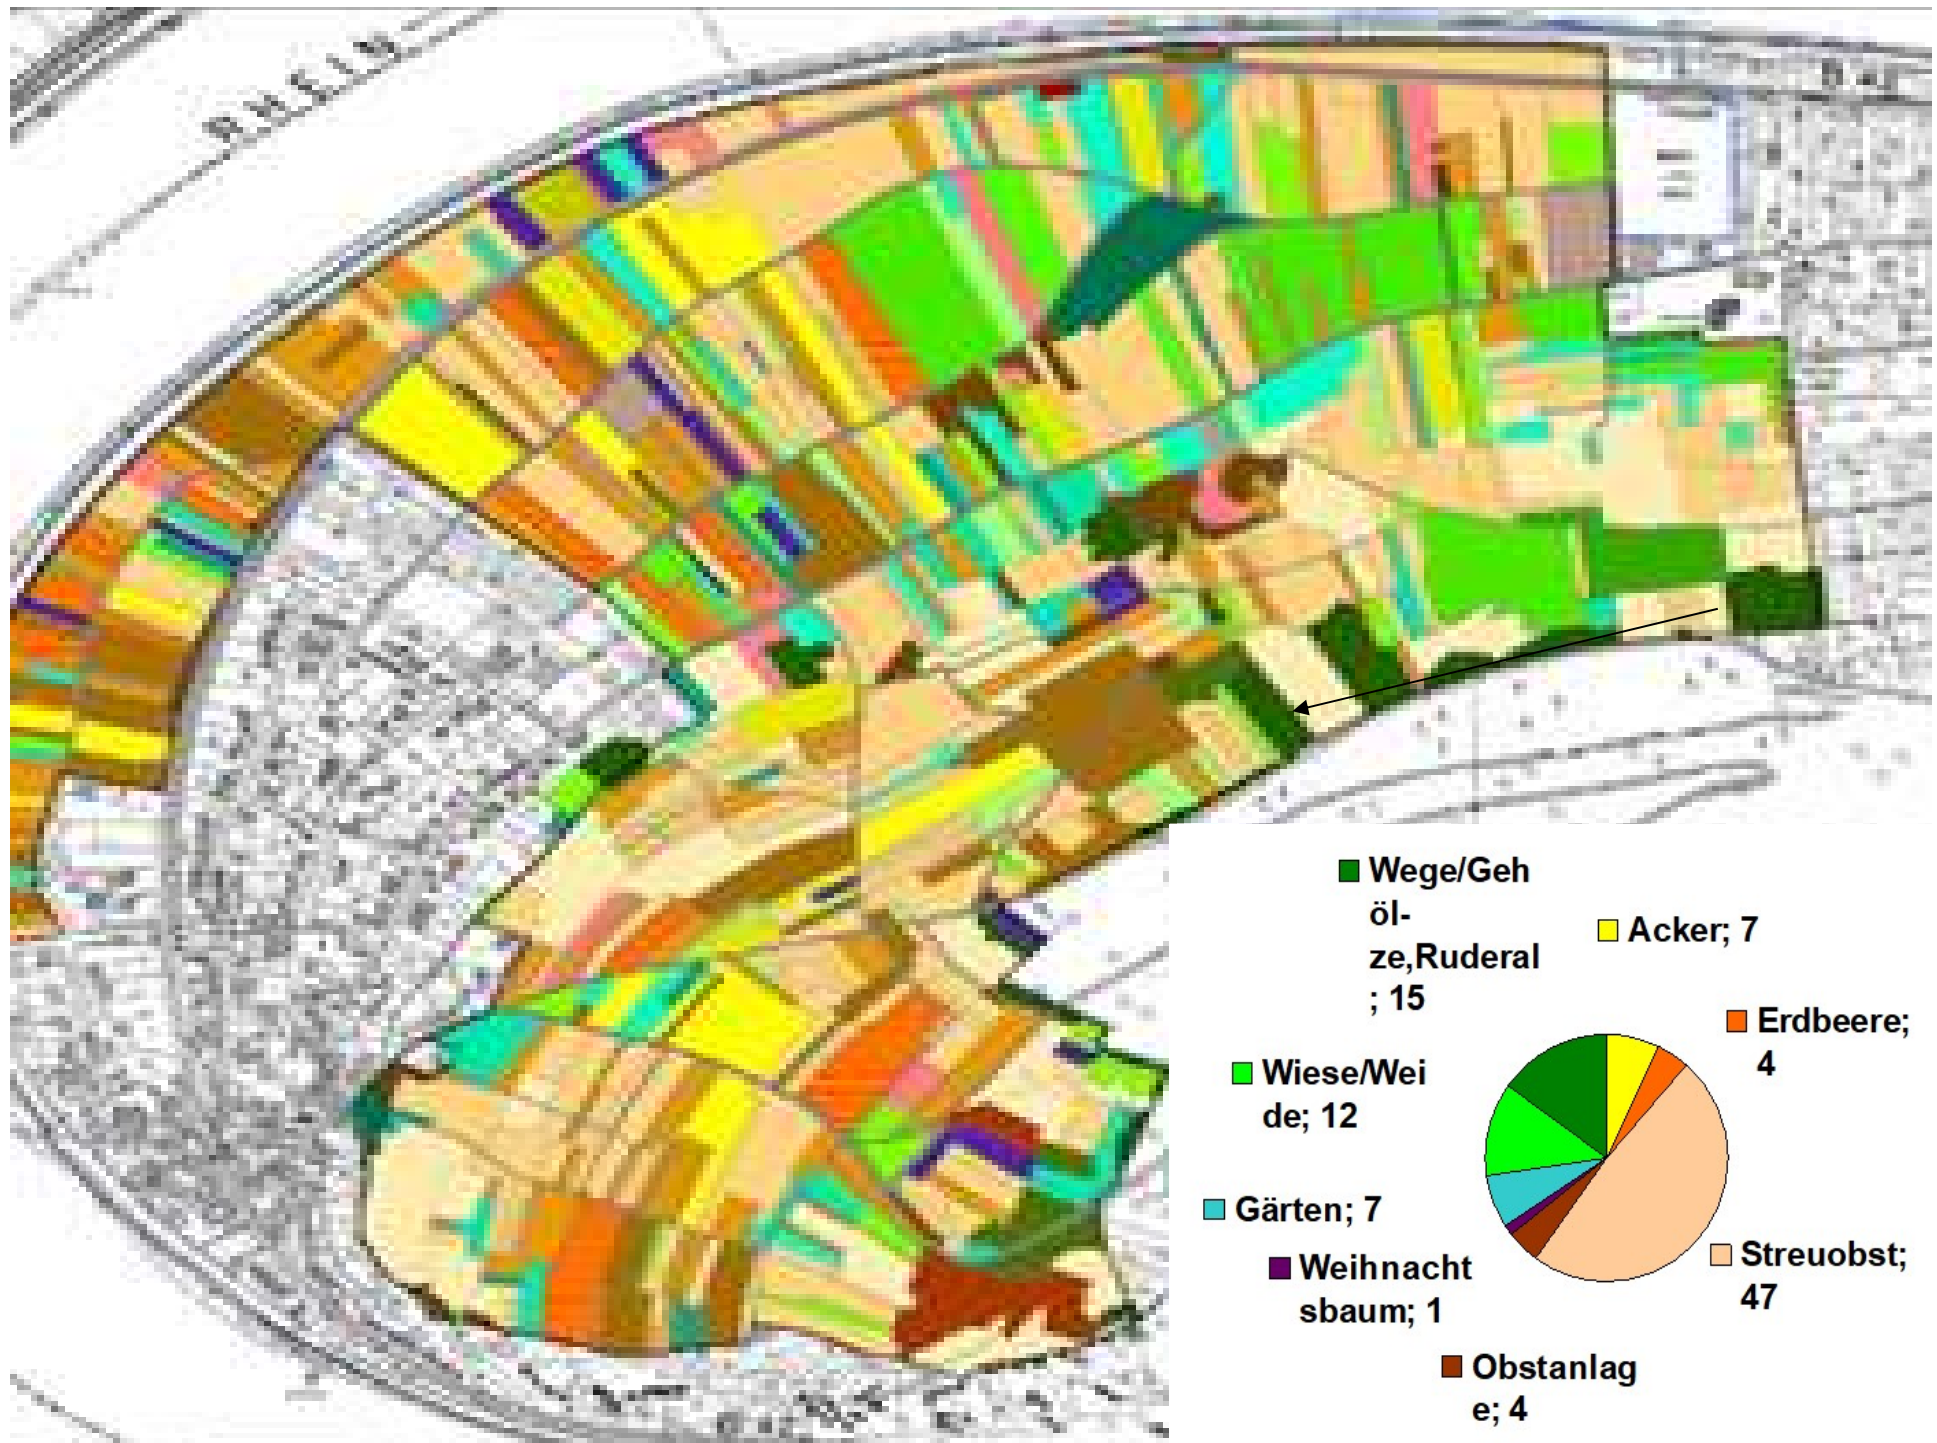 RHEIN
Wege/Geh
öl-
ze,Ruderal
; 15
Acker; 7
Erdbeere;
4
Wiese/Wei
de; 12
Gärten; 7
Streuobst;
47
Weihnacht
sbaum; 1
Obstanlag
e; 4